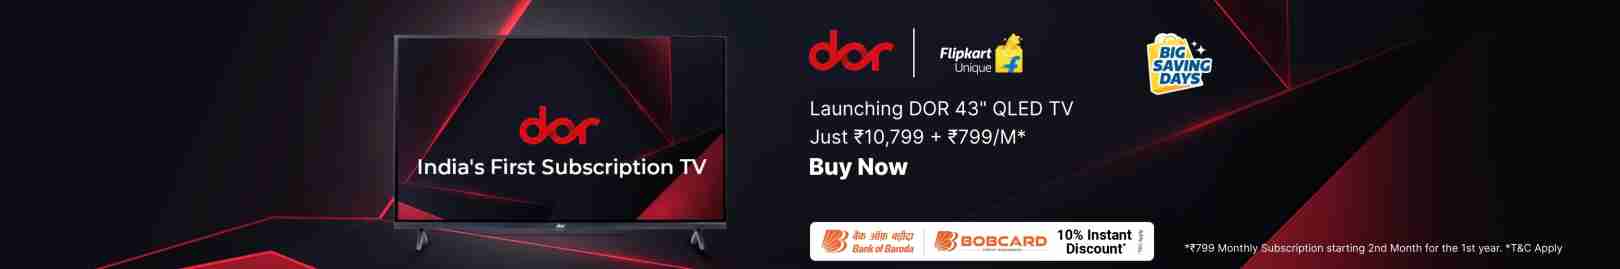 dor
India's First Subscription TV
dor
dor
Flipkart
Unique
BIG
SAVING
DAYS
Launching DOR 43" QLED TV
Just ₹10,799 + ₹799/M*
Buy Now
बैंक ऑफ़ बड़ौदा
Bank of Baroda
BOBCARD
10% Instant
Discount*
*₹799 Monthly Subscription starting 2nd Month for the 1st year. *T&C Apply